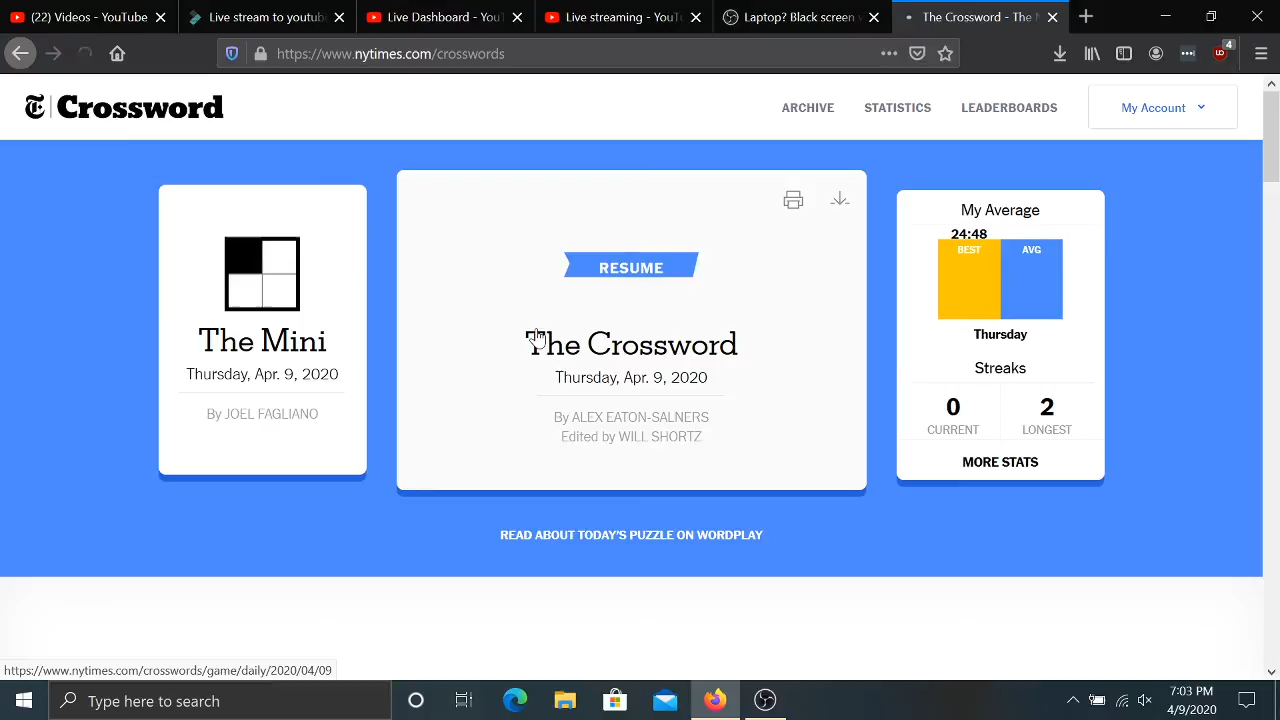 (22) Videos - YouTube
Live stream to youtub
Live Dashboard - YouT
Live streaming - YouTu
Laptop? Black screen w
The Crossword - The N
https://www.nytimes.com/crosswords
4
Crossword
ARCHIVE
STATISTICS
LEADERBOARDS
My Account
The Mini
Thursday, Apr. 9, 2020
By JOEL FAGLIANO
RESUME
The Crossword
Thursday, Apr. 9, 2020
By ALEX EATON-SALNERS
Edited by WILL SHORTZ
My Average
24:48
BEST
AVG
Thursday
Streaks
0
2
CURRENT
LONGEST
MORE STATS
READ ABOUT TODAY'S PUZZLE ON WORDPLAY
https://www.nytimes.com/crosswords/game/daily/2020/04/09
Type here to search
7:03 PM
4/9/2020